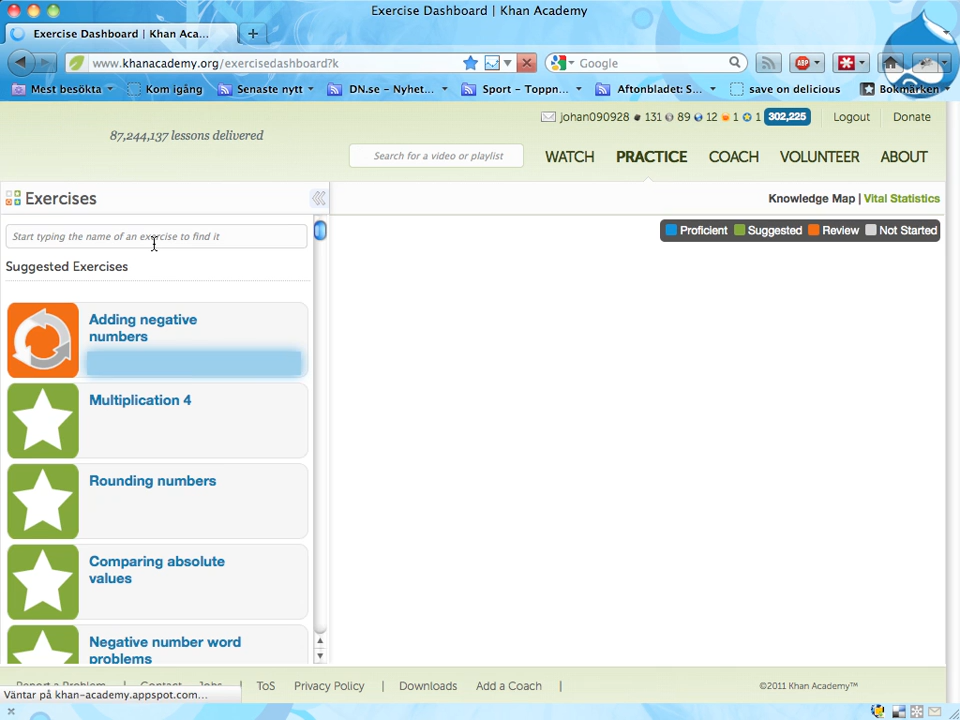 Exercise Dashboard | Khan Academy
Exercise Dashboard | Khan Aca...
www.khanacademy.org/exercisedashboard?k
Google
ABP
Mest besökta
Kom igång
Senaste nytt
DN.se – Nyhet...
Sport – Toppn...
Aftonbladet: S...
save on delicious
Bokmärken
87,244,137 lessons delivered
johan090928 131 89 12 1 1 302,225 Logout Donate
Search for a video or playlist
WATCH PRACTICE COACH VOLUNTEER ABOUT
Exercises
Knowledge Map | Vital Statistics
Start typing the name of an exercise to find it
Proficient Suggested Review Not Started
Suggested Exercises
Adding negative
numbers
Multiplication 4
Rounding numbers
Comparing absolute
values
Negative number word
problems
Report a Problem | Contact Jobs
ToS | Privacy Policy | Downloads Add a Coach |
©2011 Khan Academy™
Väntar på khan-academy.appspot.com...